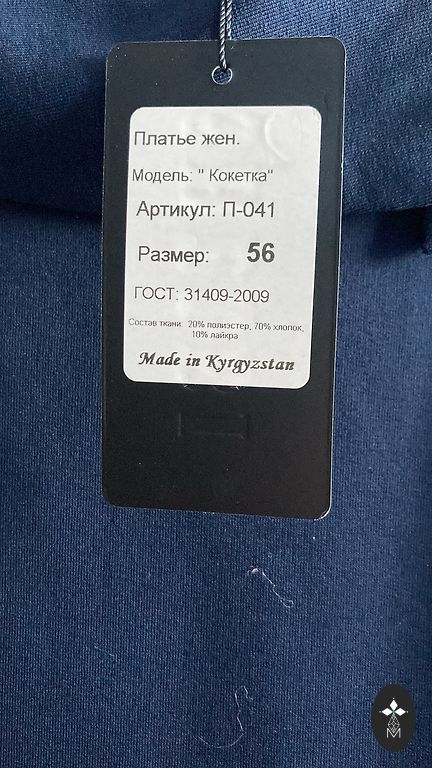 Платье жен.
Модель: " Кокетка"
Артикул: П-041
Размер: 56
ГОСТ: 31409-2009
Состав ткани: 20% полиэстер, 70% хлопок,
10% лайкра
Made in Kyrgyzstan
M